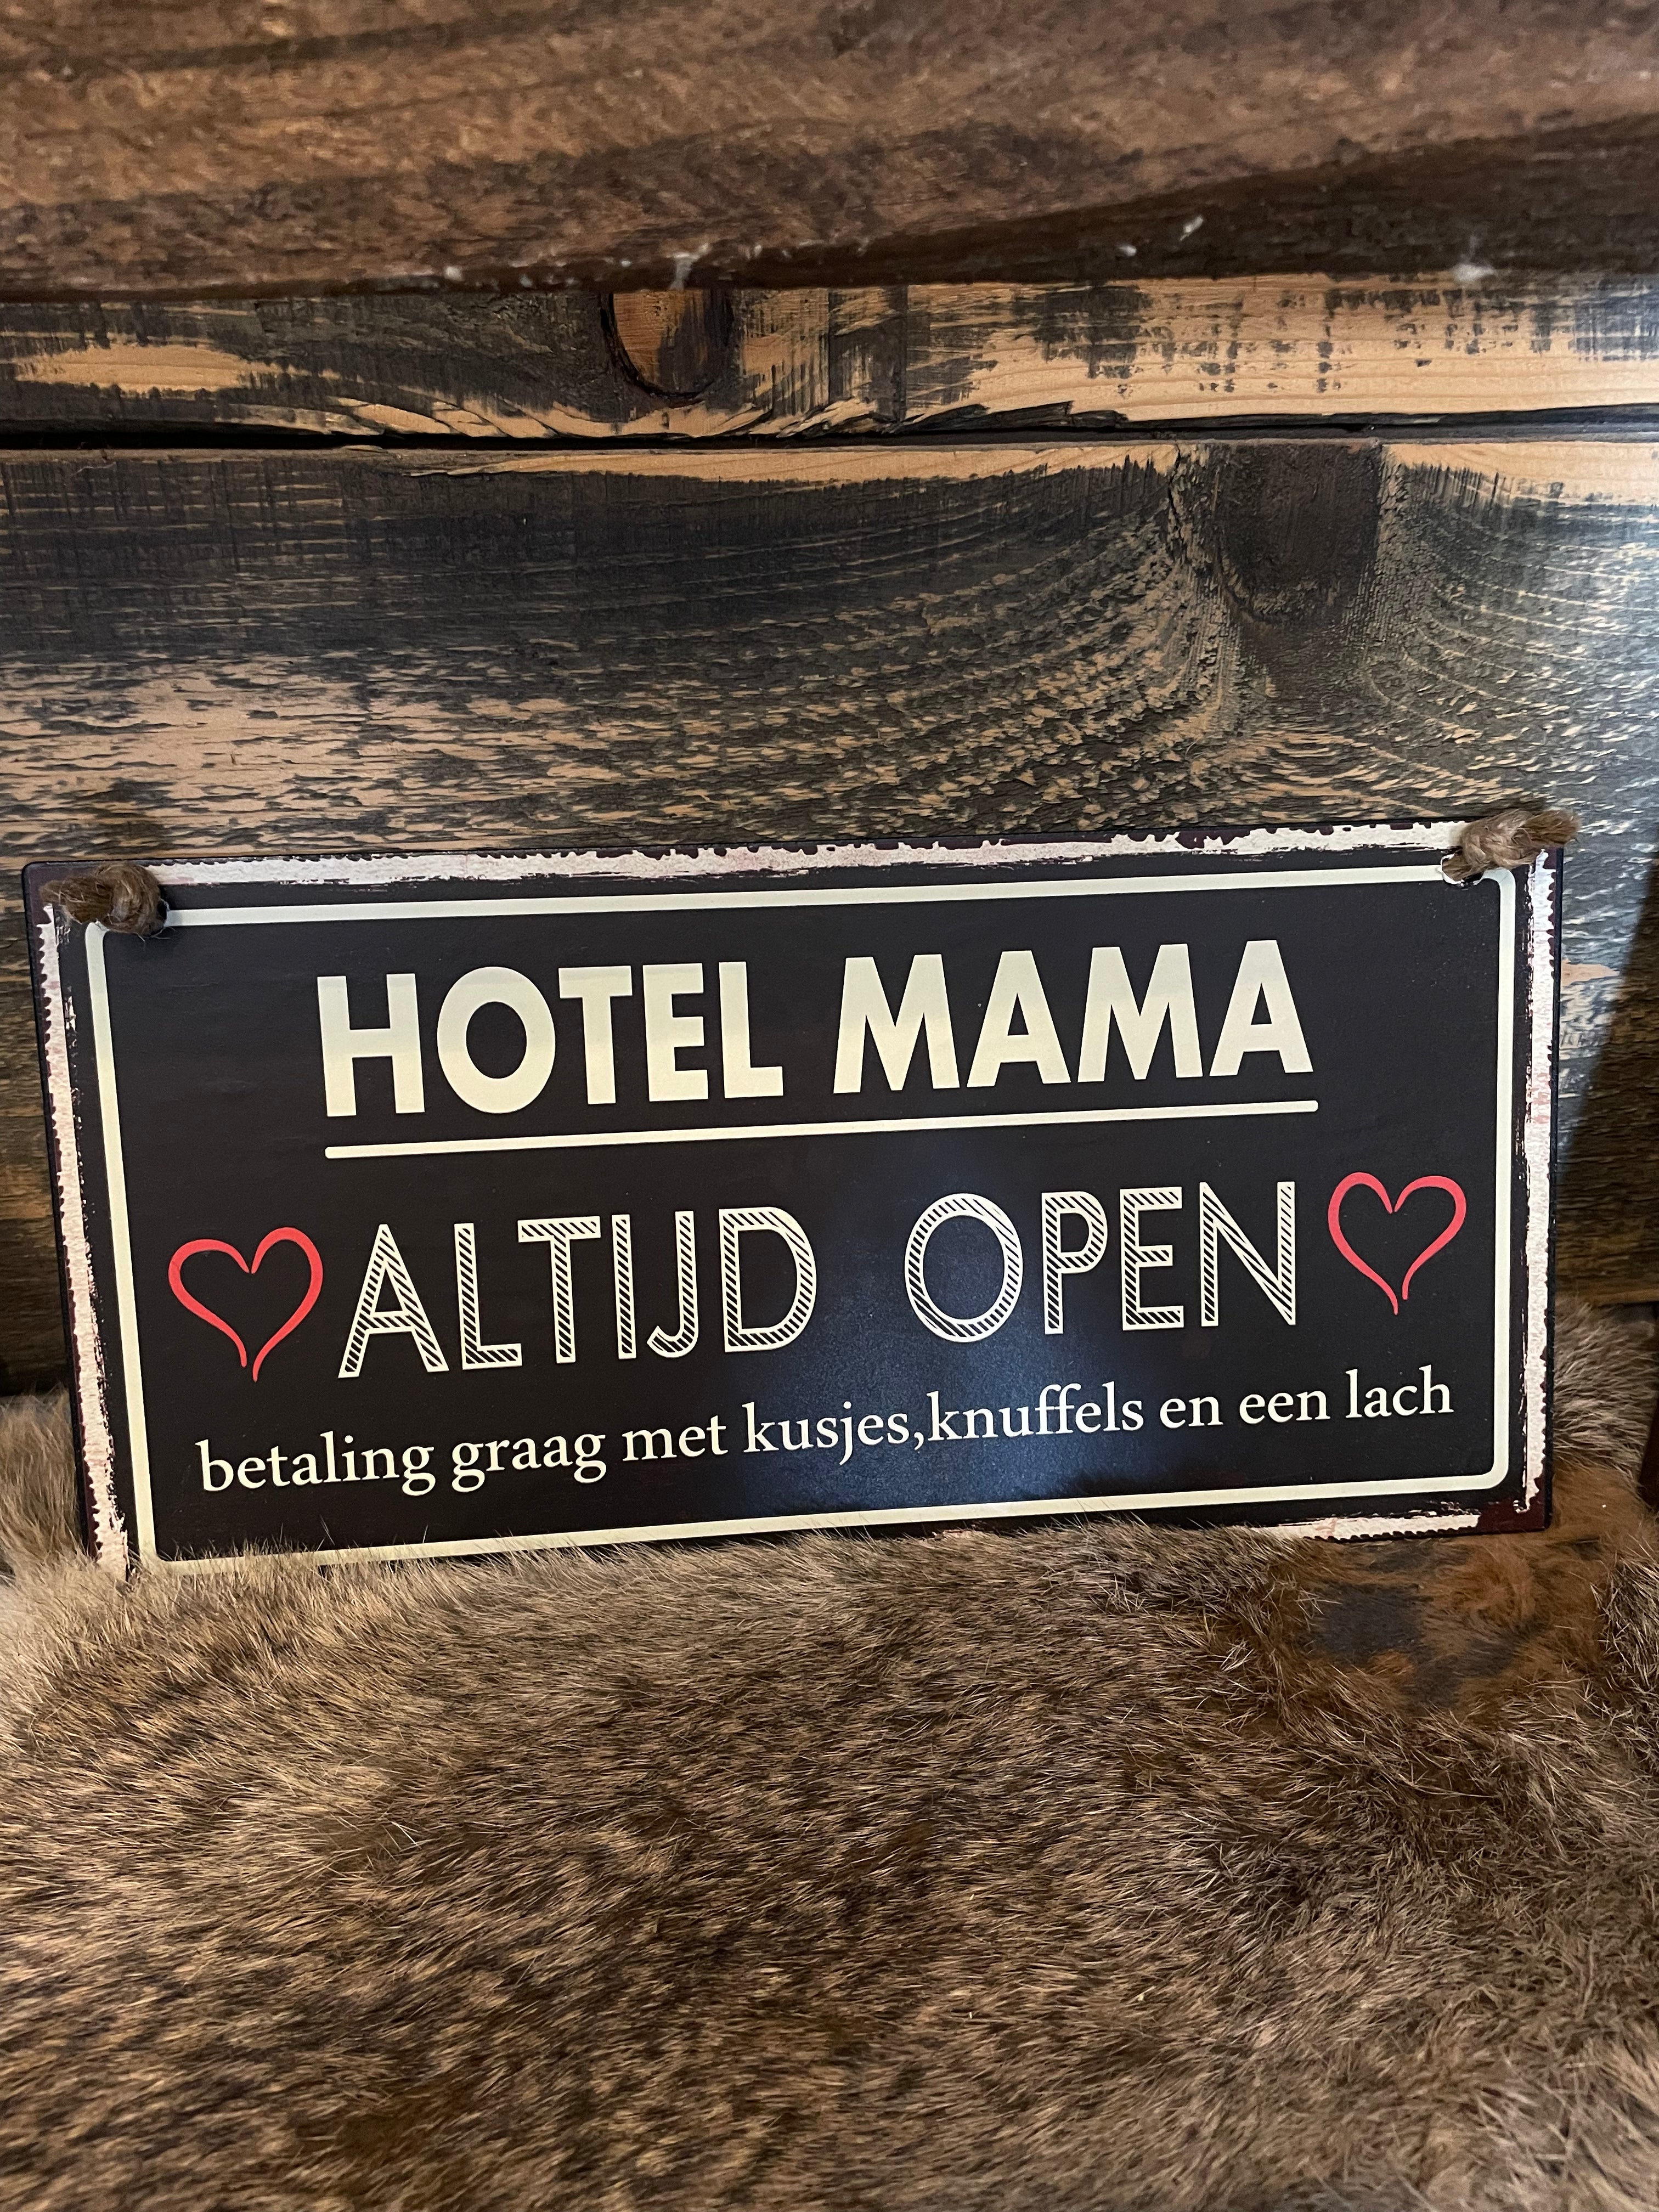 HOTEL MAMA
ALTIJD OPEN
betaling graag met kusjes,knuffels en een lach